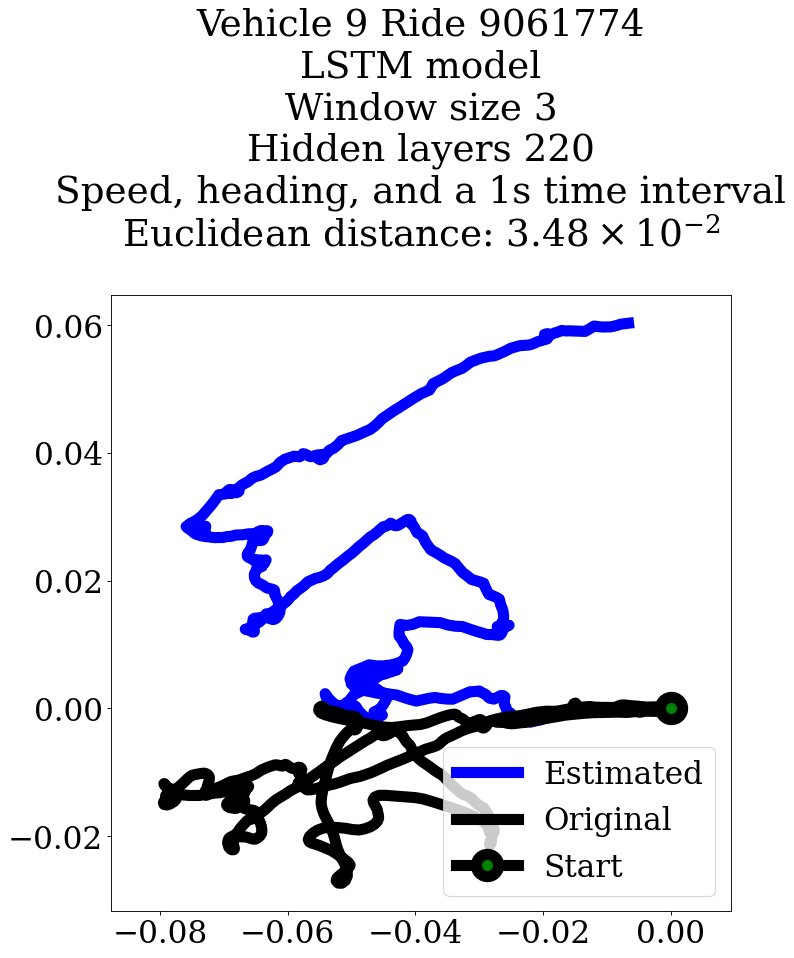 Vehicle 9 Ride 9061774
LSTM model
Window size 3
Hidden layers 220
Speed, heading, and a 1s time interval
Euclidean distance: 3.48 × 10⁻²
0.06
0.04
0.02
0.00
−0.02
Estimated
Original
Start
−0.08
−0.06
−0.04
−0.02
0.00